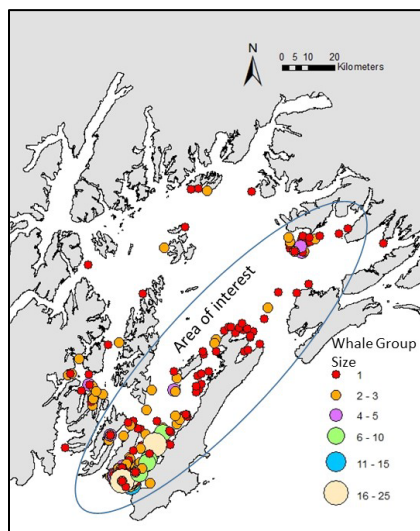 N
0 5 10 20
Kilometers
Area of interest
Whale Group
Size
1
2 - 3
4 - 5
6 - 10
11 - 15
16 - 25